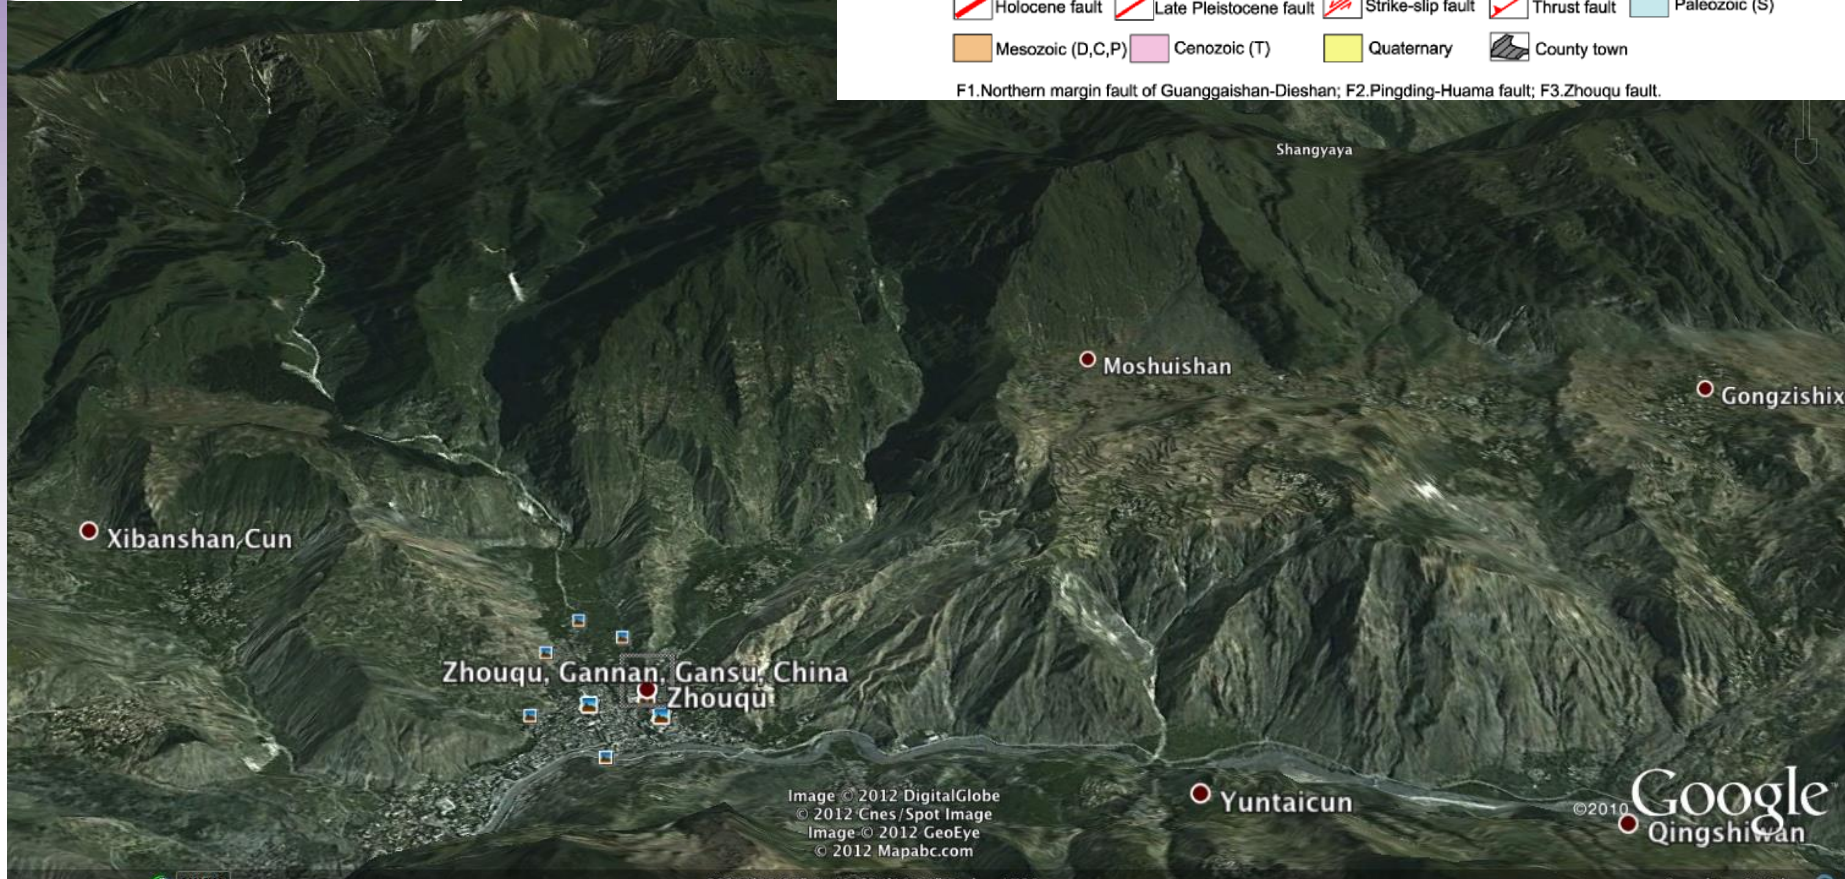 Holocene fault Late Pleistocene fault Strike-slip fault Thrust fault Paleozoic (S)
Mesozoic (D,C,P) Cenozoic (T) Quaternary County town
F1.Northern margin fault of Guanggaishan-Dieshan; F2.Pingding-Huama fault; F3.Zhouqu fault.
Shangyaya
Moshuishan
Gongzishix
Xibanshan Cun
Zhouqu, Gannan, Gansu, China
Zhouqu
Yuntaicun
Image © 2012 DigitalGlobe
© 2012 Cnes/Spot Image
Image © 2012 GeoEye
© 2012 Mapabc.com
©2010 Google
Qingshiwan